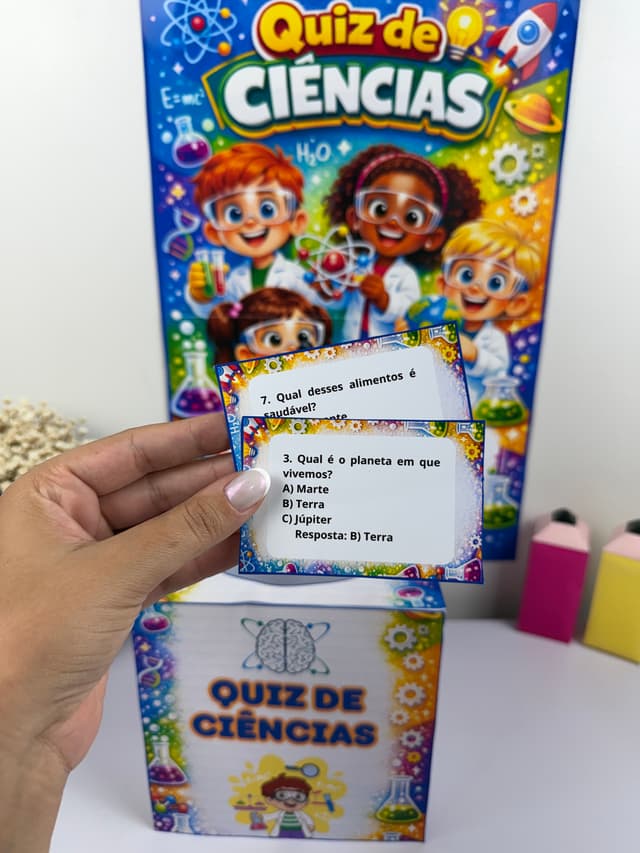 Quiz de
CIÊNCIAS
E=mc²
H₂O
7. Qual desses alimentos é
saudável?
H₂O
3. Qual é o planeta em que
vivemos?
A) Marte
B) Terra
C) Júpiter
Resposta: B) Terra
QUIZ DE
CIÊNCIAS